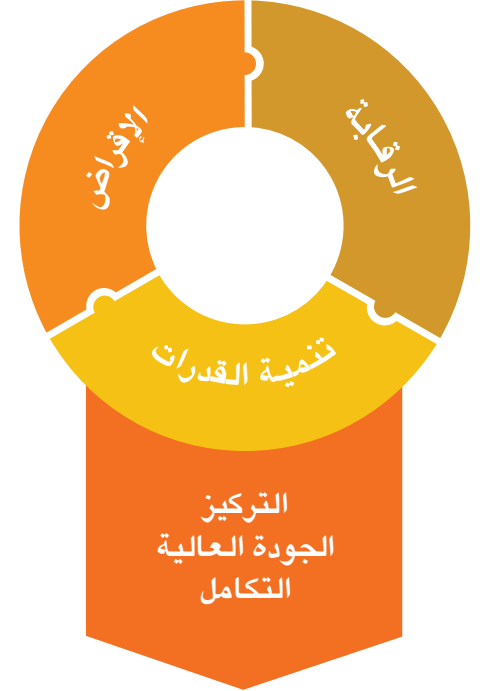 الرقابة
الإقراض
تنمية القدرات
التركيز
الجودة العالية
التكامل